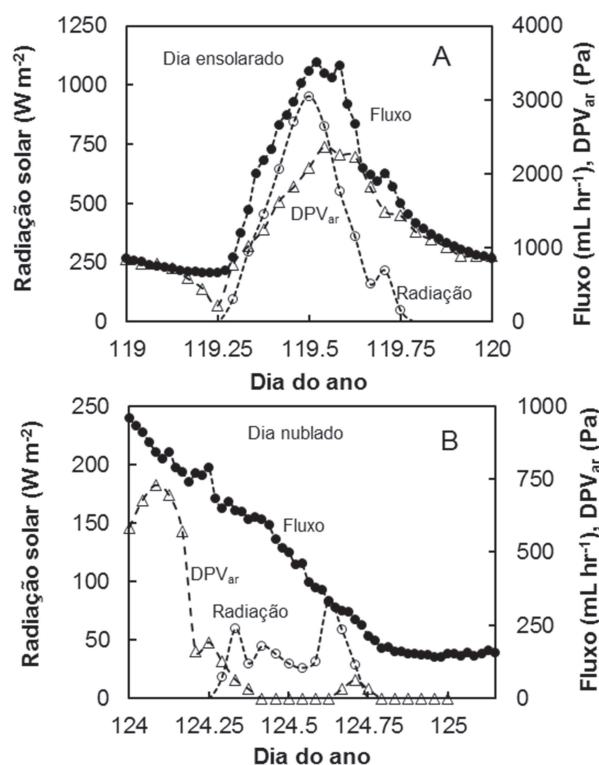 1250
1000
750
500
250
0
Radiação solar (W m-2)
Dia ensolarado
A
Fluxo
DPVar
Radiação
4000
3000
2000
1000
0
Fluxo (mL hr-1), DPVar (Pa)
119
119.25
119.5
119.75
120
Dia do ano
250
200
150
100
50
0
Radiação solar (W m-2)
Dia nublado
B
Fluxo
DPVar
Radiação
1000
750
500
250
0
Fluxo (mL hr-1), DPVar (Pa)
124
124.25
124.5
124.75
125
Dia do ano